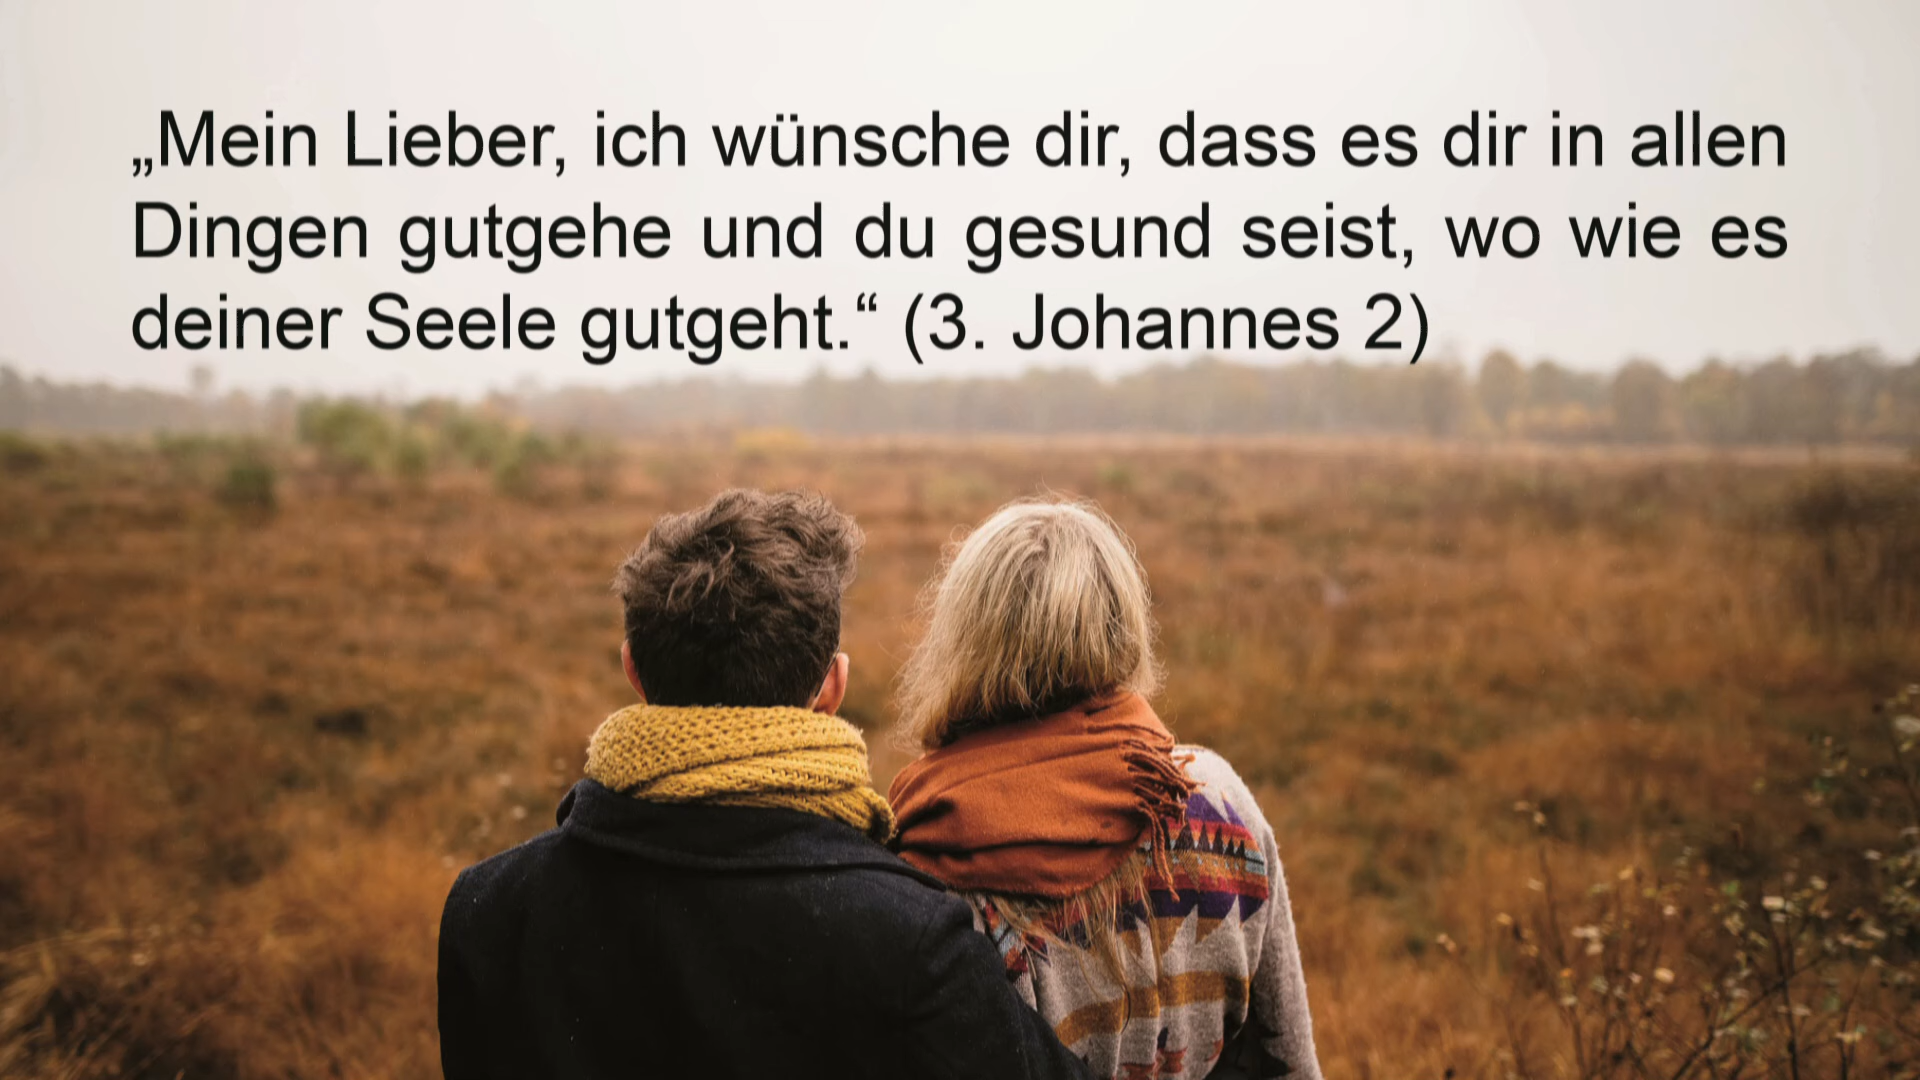 „Mein Lieber, ich wünsche dir, dass es dir in allen
Dingen gutgehe und du gesund seist, wo wie es
deiner Seele gutgeht.“ (3. Johannes 2)